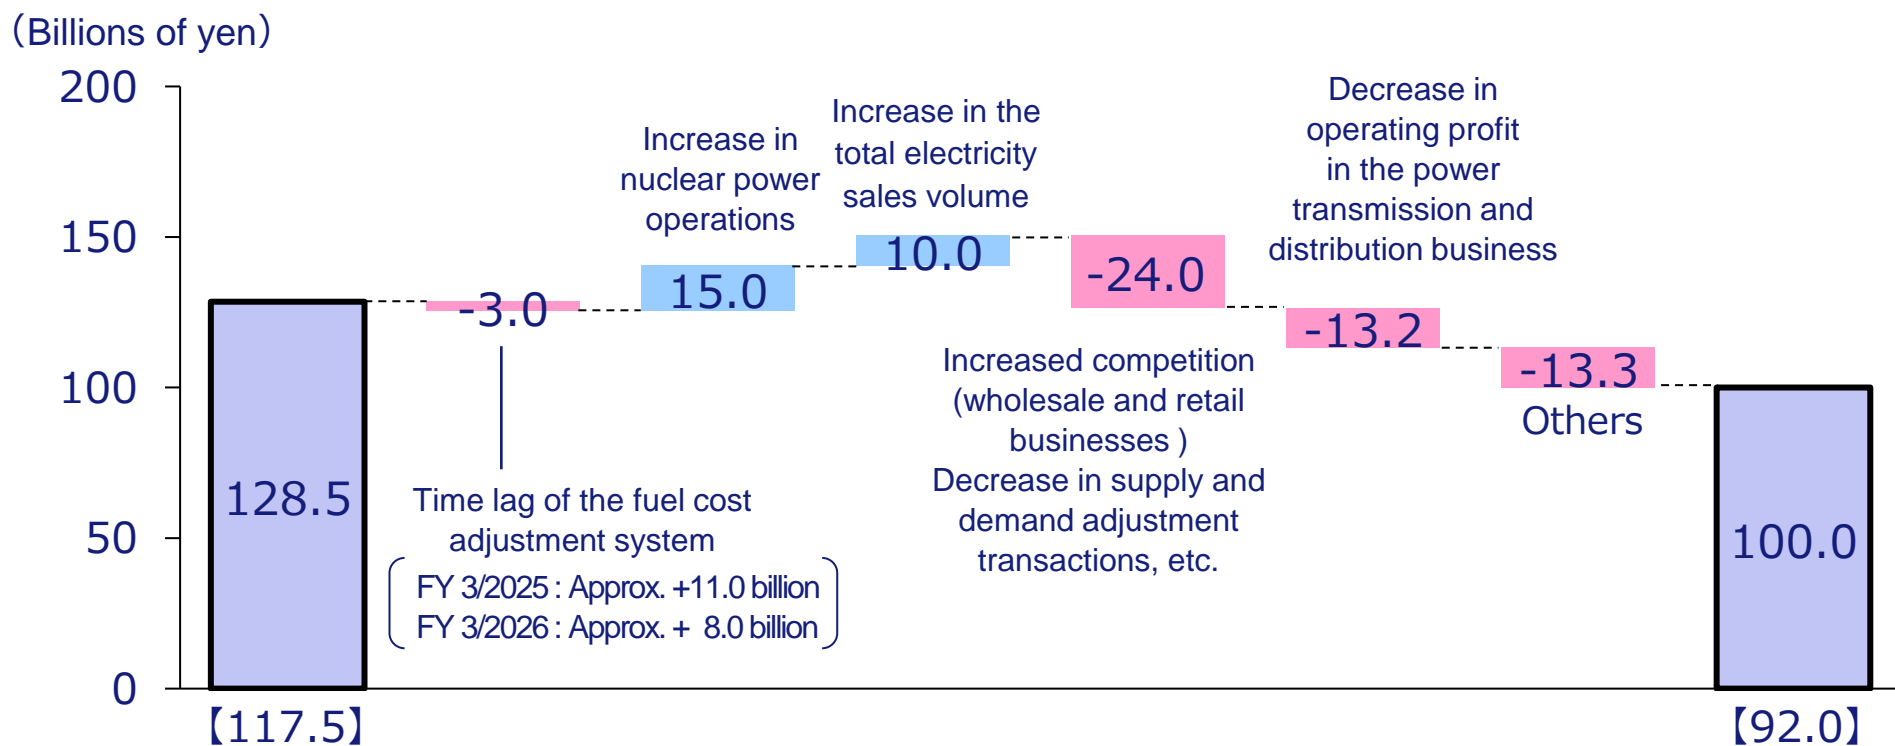 （Billions of yen）
200
150
100
50
0
128.5
【117.5】
-3.0
Time lag of the fuel cost
adjustment system
FY 3/2025 : Approx. +11.0 billion
FY 3/2026 : Approx. + 8.0 billion
Increase in
nuclear power
operations
15.0
Increase in the
total electricity
sales volume
10.0
-24.0
Increased competition
(wholesale and retail
businesses )
Decrease in supply and
demand adjustment
transactions, etc.
Decrease in
operating profit
in the power
transmission and
distribution business
-13.2
-13.3
Others
100.0
【92.0】